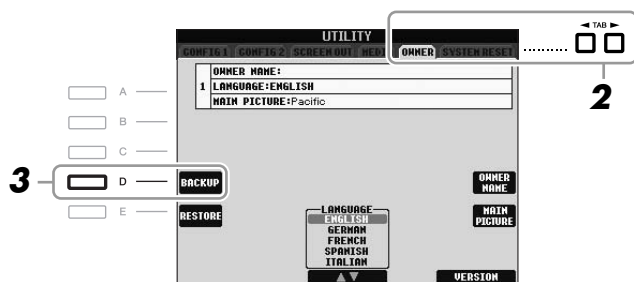 UTILITY
◄ TAB ►
CONFIG 1 CONFIG 2 SCREEN OUT MEDIA OWNER SYSTEM RESET
2
OWNER NAME:
1 LANGUAGE:ENGLISH
MAIN PICTURE:Pacific
A
B
C
3 D BACKUP OWNER NAME
E RESTORE MAIN PICTURE
LANGUAGE
ENGLISH
GERMAN
FRENCH
SPANISH
ITALIAN
▲▼ VERSION